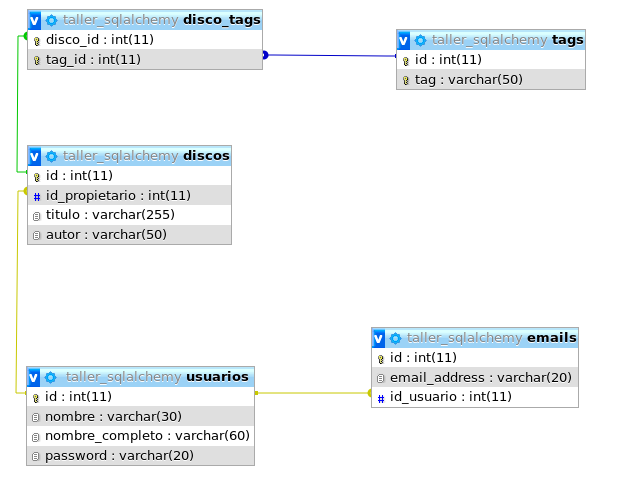 v taller_sqlalchemy disco_tags
disco_id : int(11)
tag_id : int(11)
v taller_sqlalchemy tags
id : int(11)
tag : varchar(50)
v taller_sqlalchemy discos
id : int(11)
# id_propietario : int(11)
titulo : varchar(255)
autor : varchar(50)
v taller_sqlalchemy emails
id : int(11)
email_address : varchar(20)
# id_usuario : int(11)
v taller_sqlalchemy usuarios
id : int(11)
nombre : varchar(30)
nombre_completo : varchar(60)
password : varchar(20)